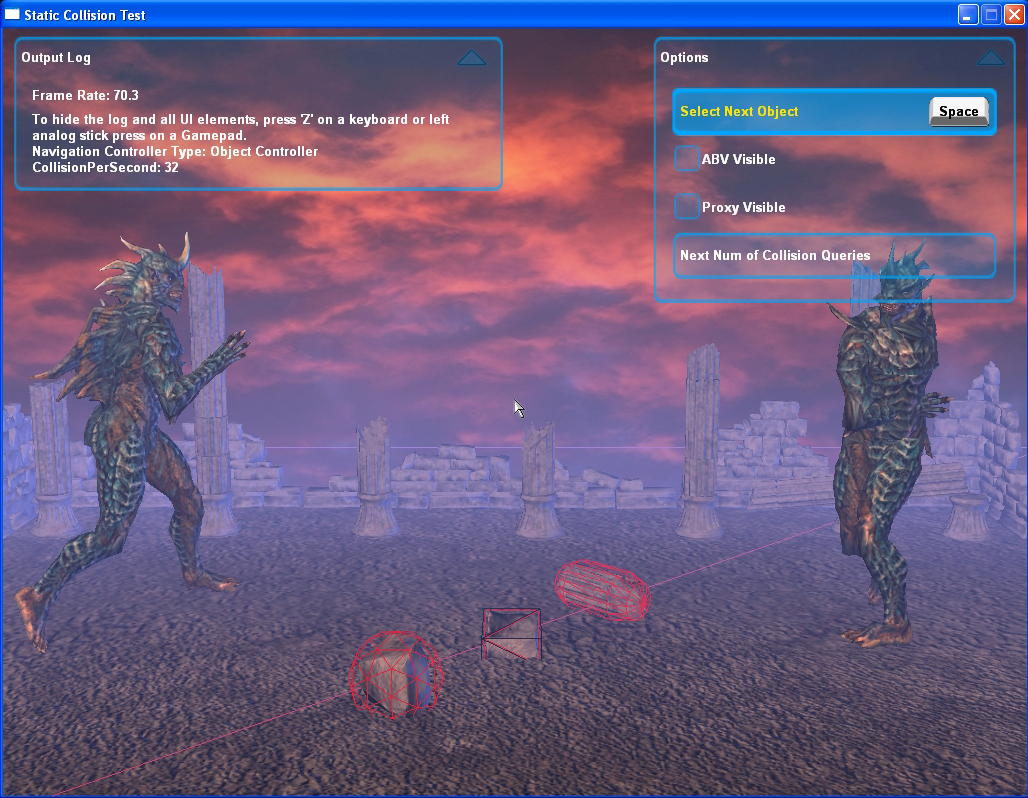 Static Collision Test
Output Log
Frame Rate: 70.3
To hide the log and all UI elements, press 'Z' on a keyboard or left
analog stick press on a Gamepad.
Navigation Controller Type: Object Controller
CollisionPerSecond: 32
Options
Select Next Object
Space
ABV Visible
Proxy Visible
Next Num of Collision Queries